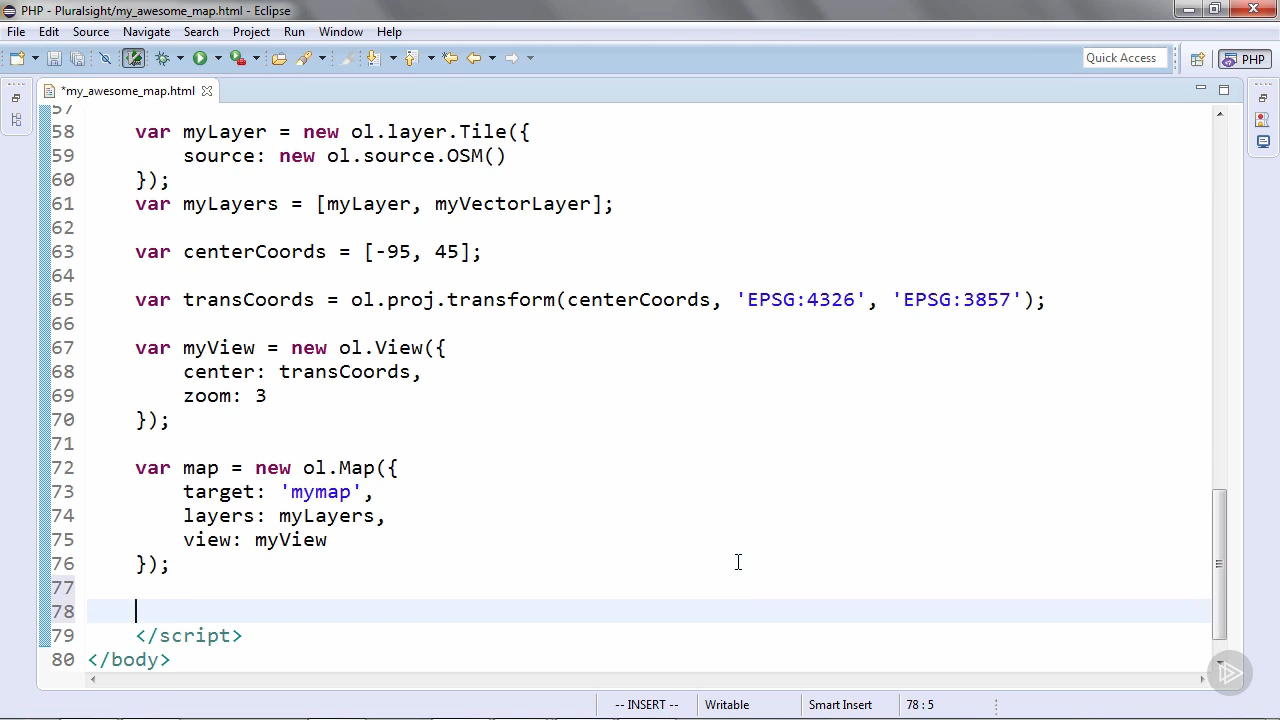 PHP - Pluralsight/my_awesome_map.html - Eclipse
File Edit Source Navigate Search Project Run Window Help
Quick Access
PHP
*my_awesome_map.html
57
58 var myLayer = new ol.layer.Tile({
59 source: new ol.source.OSM()
60 });
61 var myLayers = [myLayer, myVectorLayer];
62
63 var centerCoords = [-95, 45];
64
65 var transCoords = ol.proj.transform(centerCoords, 'EPSG:4326', 'EPSG:3857');
66
67 var myView = new ol.View({
68 center: transCoords,
69 zoom: 3
70 });
71
72 var map = new ol.Map({
73 target: 'mymap',
74 layers: myLayers,
75 view: myView
76 });
77
78
79 </script>
80 </body>
-- INSERT -- Writable Smart Insert 78 : 5